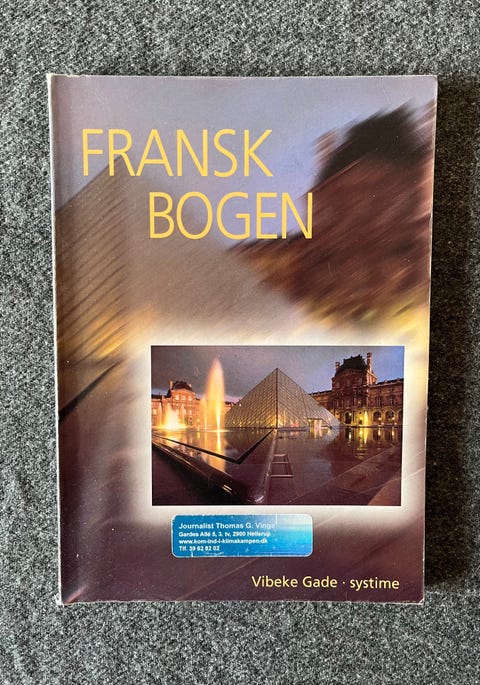 FRANSK
BOGEN
Journalist Thomas G. Vinge
Gardes Allé 5, 3. tv, 2900 Hellerup
www.kom-ind-i-klimakampen.dk
Tlf. 39 62 82 02
Vibeke Gade · systime